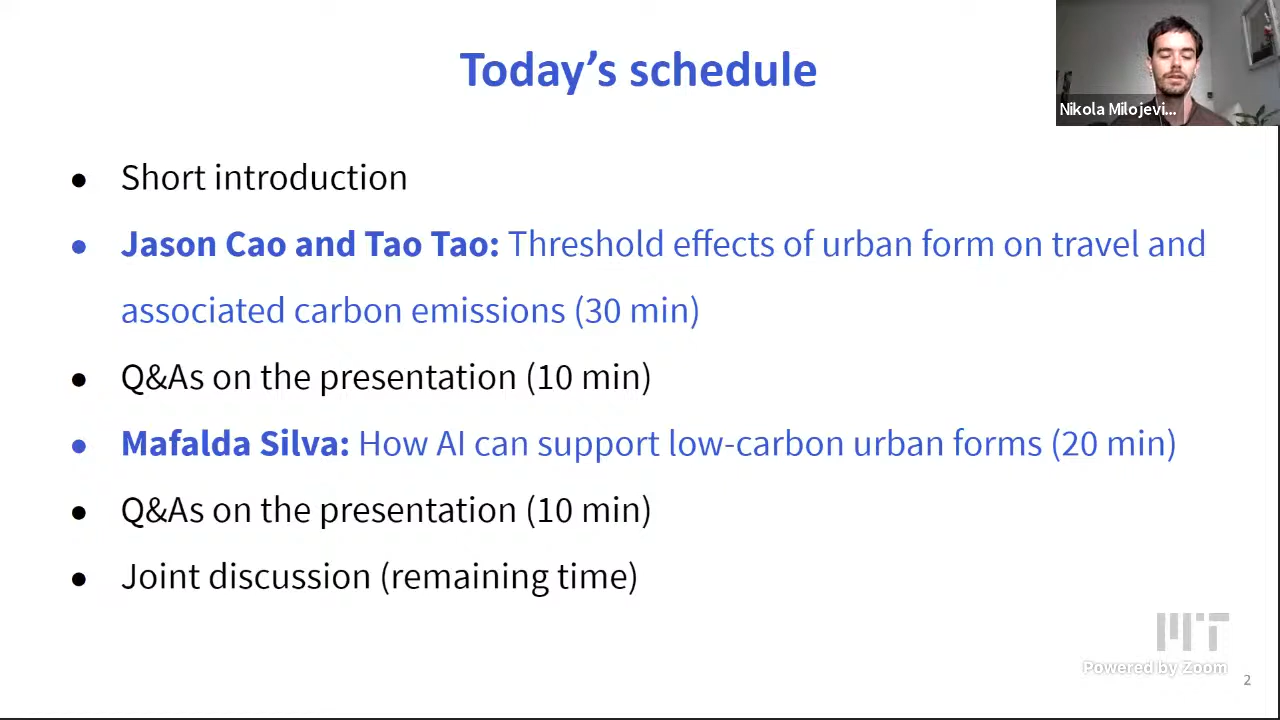 Today's schedule
Nikola Milojevi...
● Short introduction
● Jason Cao and Tao Tao: Threshold effects of urban form on travel and
associated carbon emissions (30 min)
● Q&As on the presentation (10 min)
● Mafalda Silva: How AI can support low-carbon urban forms (20 min)
● Q&As on the presentation (10 min)
● Joint discussion (remaining time)
MIT
Powered by Zoom
2